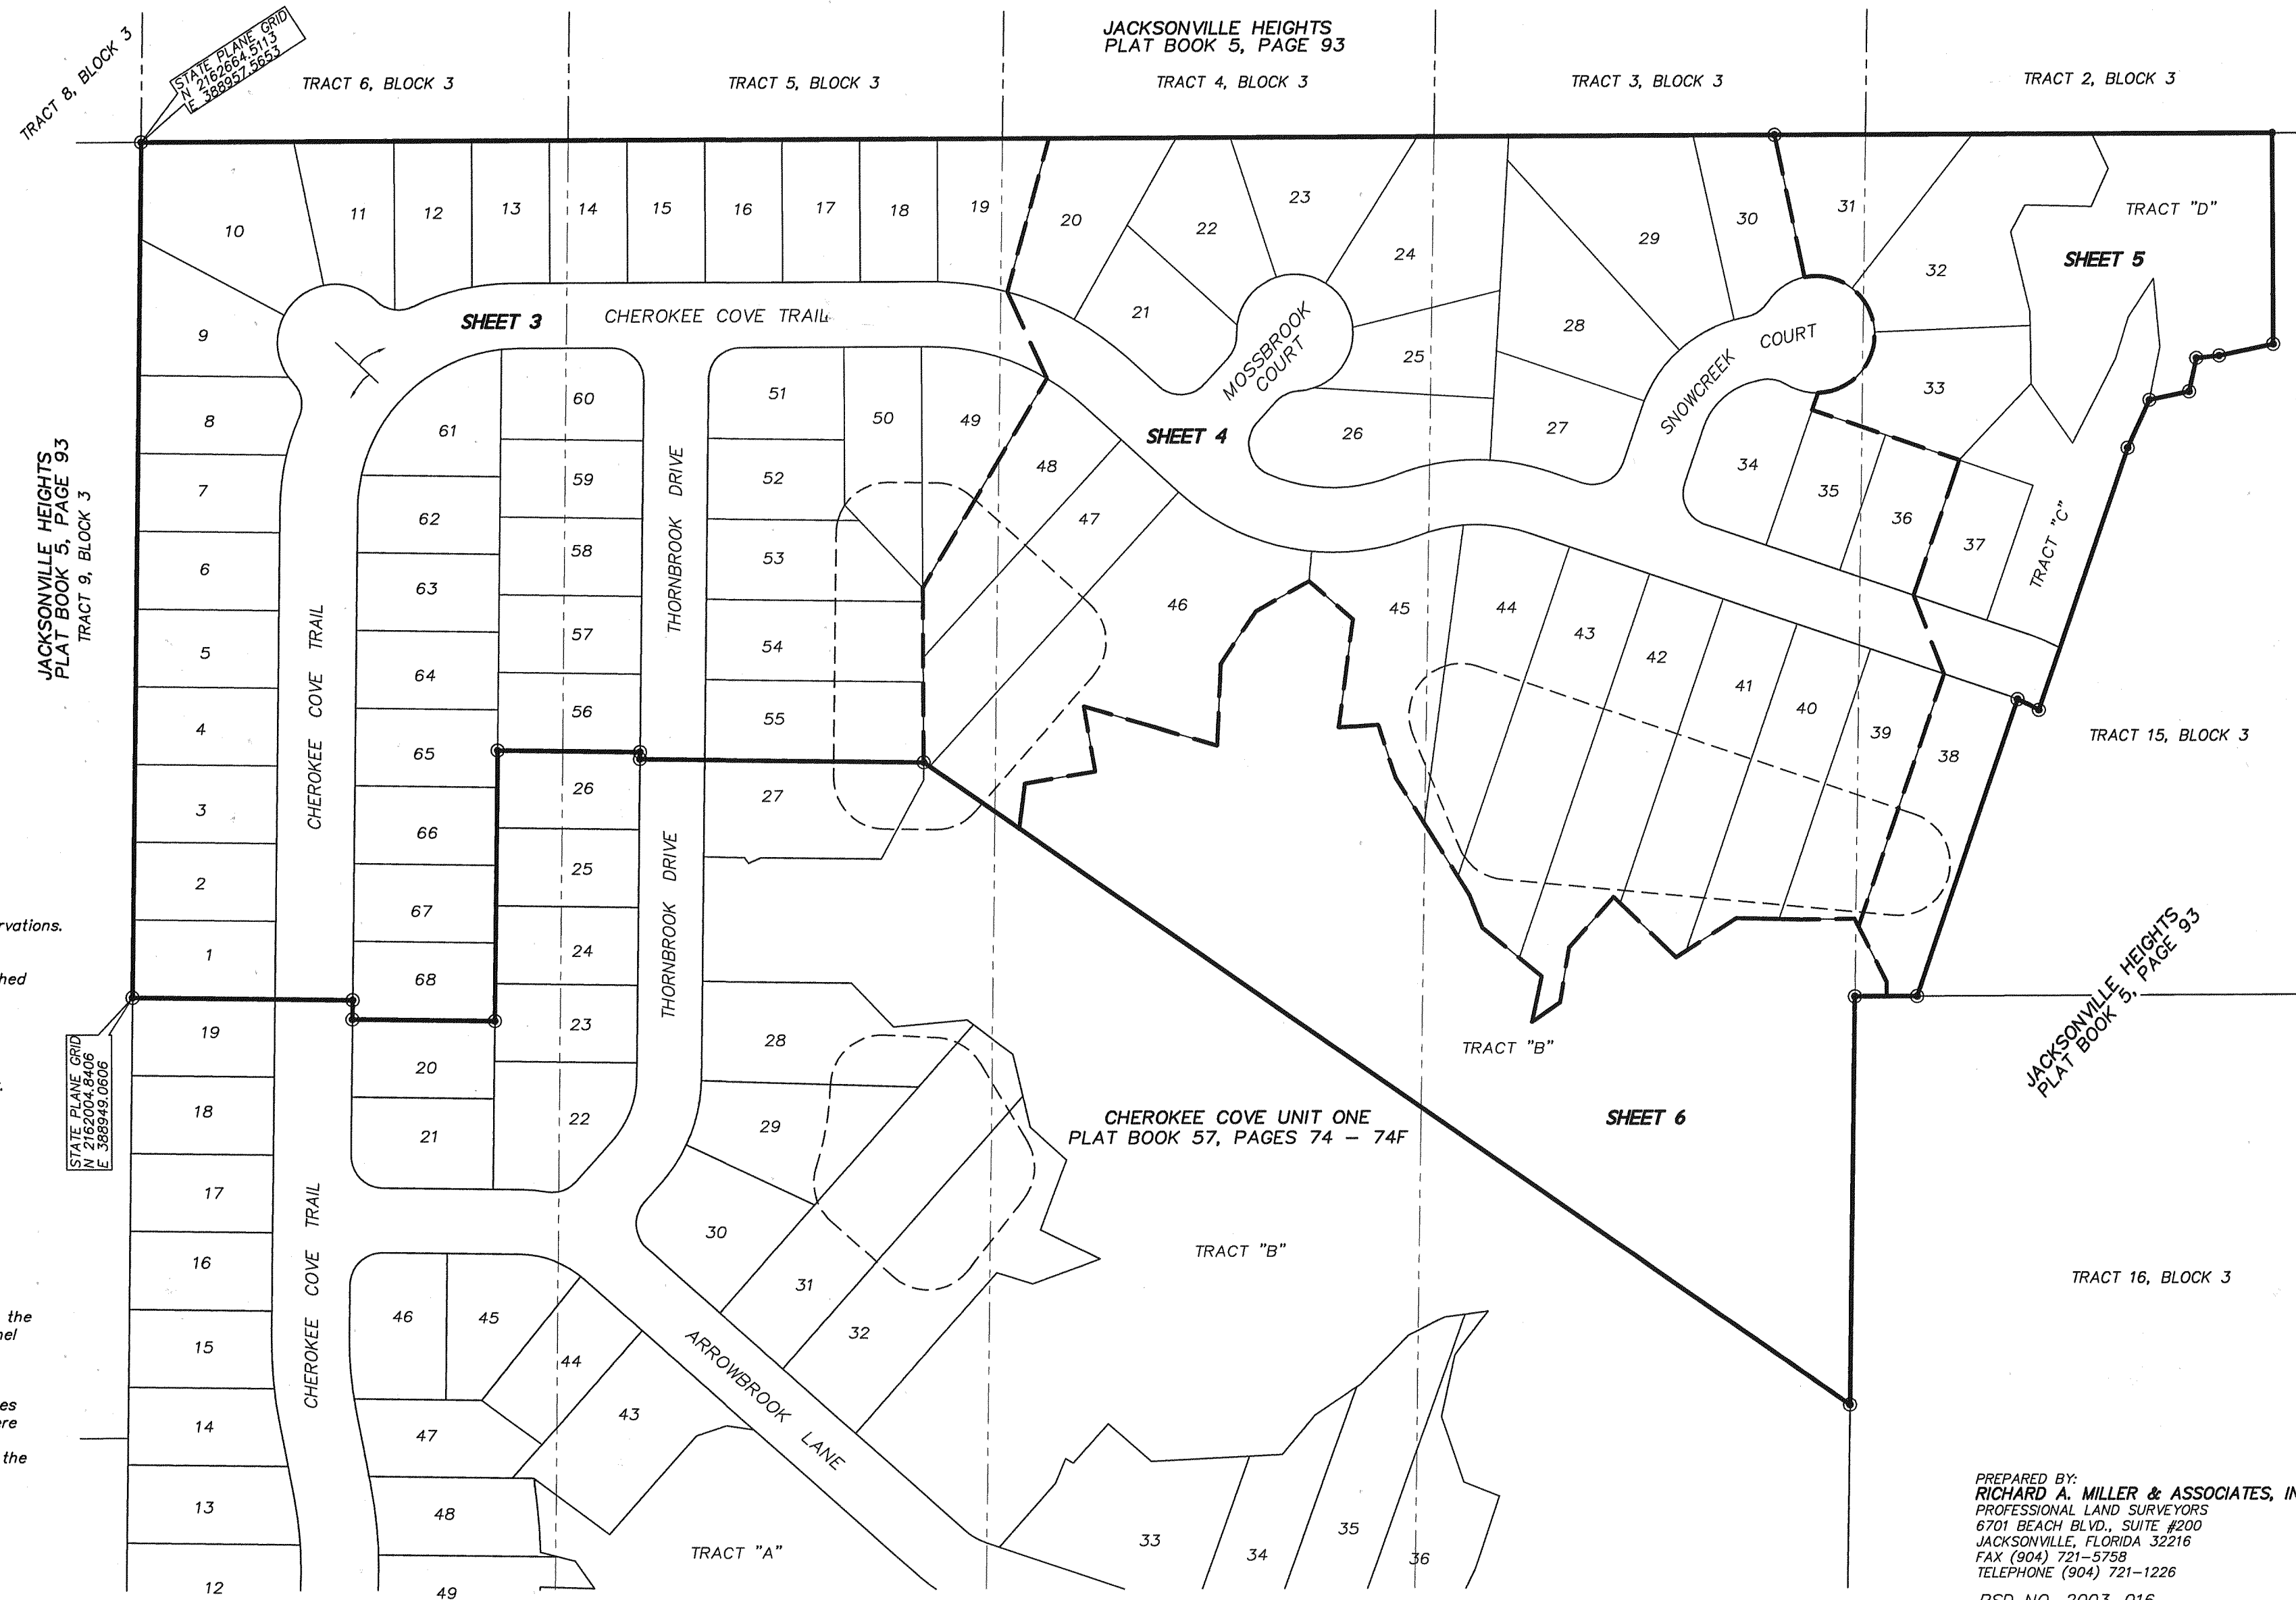 JACKSONVILLE HEIGHTS
PLAT BOOK 5, PAGE 93
TRACT 8, BLOCK 3
STATE PLANE GRID
N 2162664.5113
E 388957.5653
TRACT 6, BLOCK 3
TRACT 5, BLOCK 3
TRACT 4, BLOCK 3
TRACT 3, BLOCK 3
TRACT 2, BLOCK 3
10
11
12
13
14
15
16
17
18
19
20
21
22
23
24
25
26
27
28
29
30
31
32
33
34
35
36
37
TRACT "D"
SHEET 5
TRACT "C"
SHEET 3
CHEROKEE COVE TRAIL
MOSSBROOK
COURT
SNOWCREEK
COURT
SHEET 4
9
8
7
6
5
4
3
2
1
JACKSONVILLE HEIGHTS
PLAT BOOK 5, PAGE 93
TRACT 9, BLOCK 3
CHEROKEE COVE TRAIL
61
62
63
64
65
66
67
68
60
59
58
57
56
THORNBROOK DRIVE
51
52
53
54
55
50
49
48
47
46
45
44
43
42
41
40
39
38
TRACT 15, BLOCK 3
26
25
24
23
22
27
THORNBROOK DRIVE
rvations.
hed
STATE PLANE GRID
N 2162004.8406
E 388949.0606
19
18
17
16
15
14
13
12
20
21
CHEROKEE COVE TRAIL
28
29
30
31
32
CHEROKEE COVE UNIT ONE
PLAT BOOK 57, PAGES 74 – 74F
TRACT "B"
SHEET 6
TRACT "B"
JACKSONVILLE HEIGHTS
PLAT BOOK 5, PAGE 93
TRACT 16, BLOCK 3
the
nel
es
ere
the
46
45
44
43
47
48
49
ARROWBROOK LANE
TRACT "A"
33
34
35
36
PREPARED BY:
RICHARD A. MILLER & ASSOCIATES, IN
PROFESSIONAL LAND SURVEYORS
6701 BEACH BLVD., SUITE #200
JACKSONVILLE, FLORIDA 32216
FAX (904) 721–5758
TELEPHONE (904) 721–1226